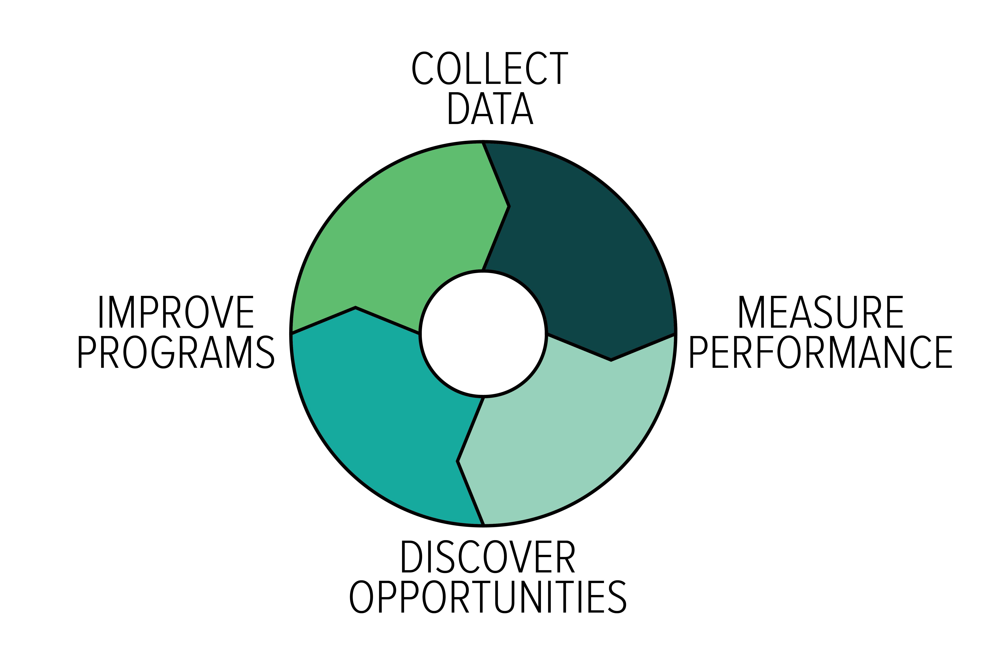 COLLECT
DATA
IMPROVE
PROGRAMS
MEASURE
PERFORMANCE
DISCOVER
OPPORTUNITIES